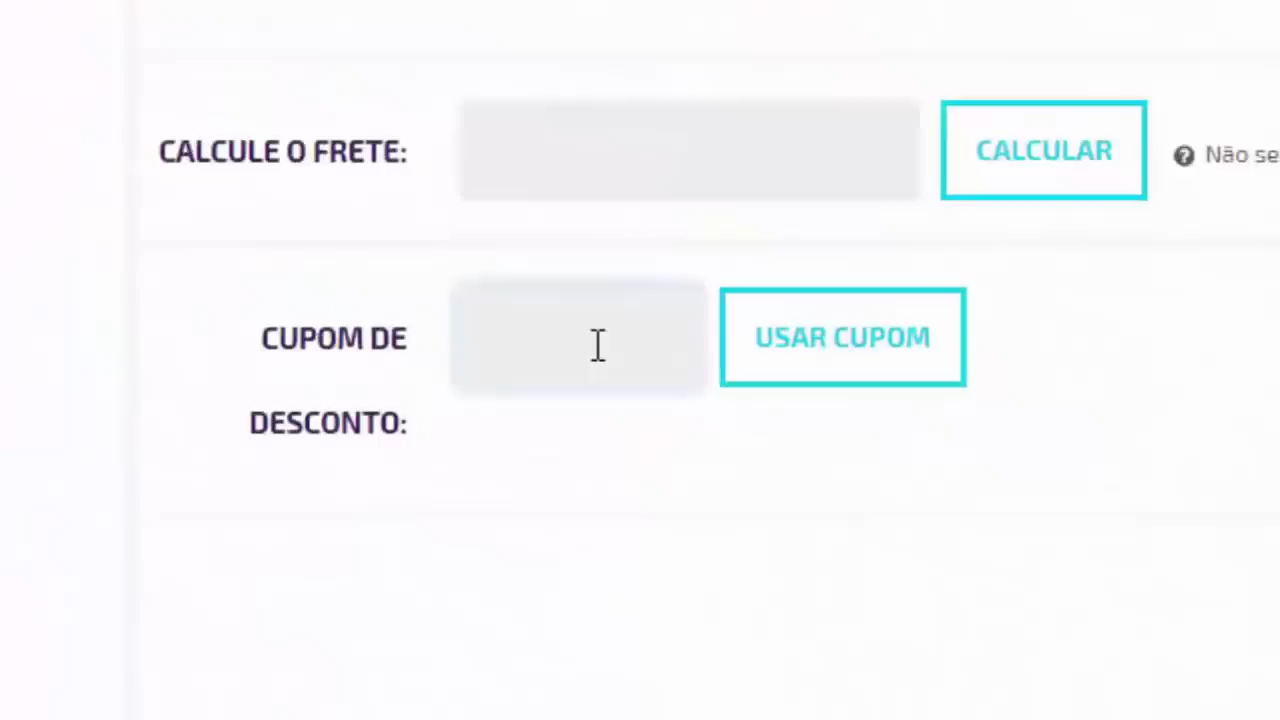 CALCULE O FRETE:
CALCULAR
Não se
CUPOM DE
USAR CUPOM
DESCONTO: